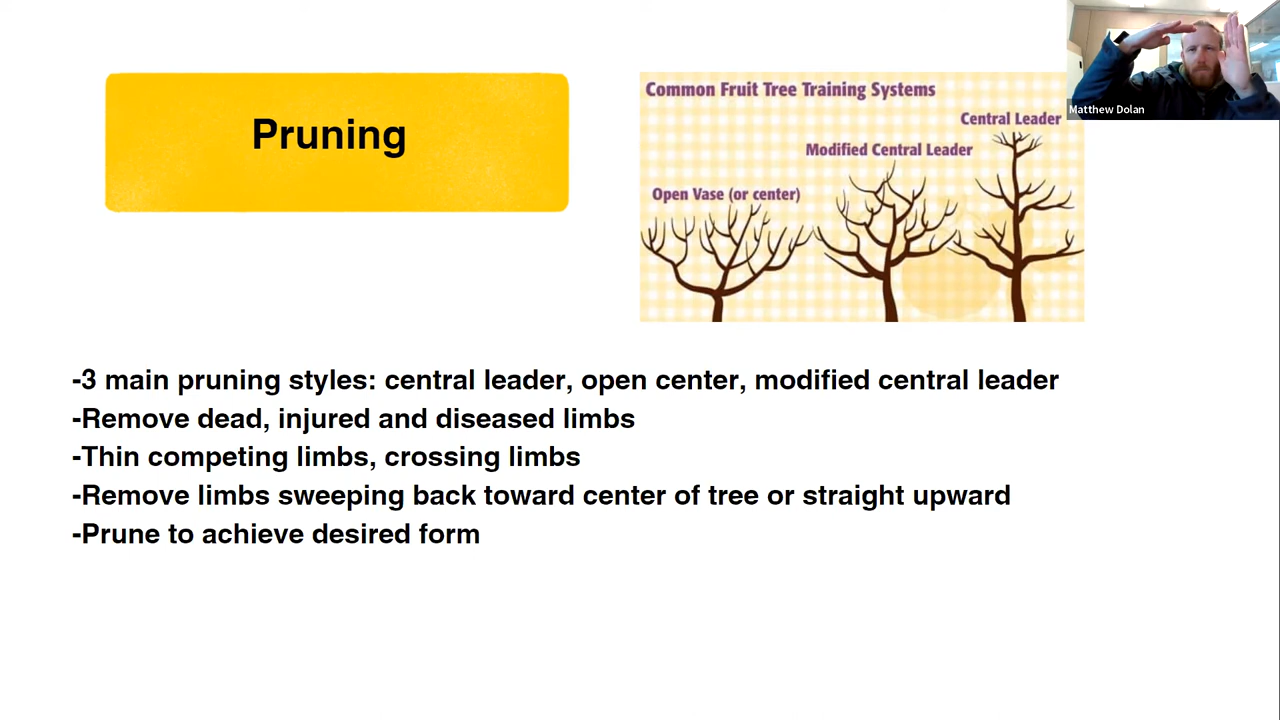 Pruning
Common Fruit Tree Training Systems
Central Leader
Modified Central Leader
Open Vase (or center)
Matthew Dolan
-3 main pruning styles: central leader, open center, modified central leader
-Remove dead, injured and diseased limbs
-Thin competing limbs, crossing limbs
-Remove limbs sweeping back toward center of tree or straight upward
-Prune to achieve desired form